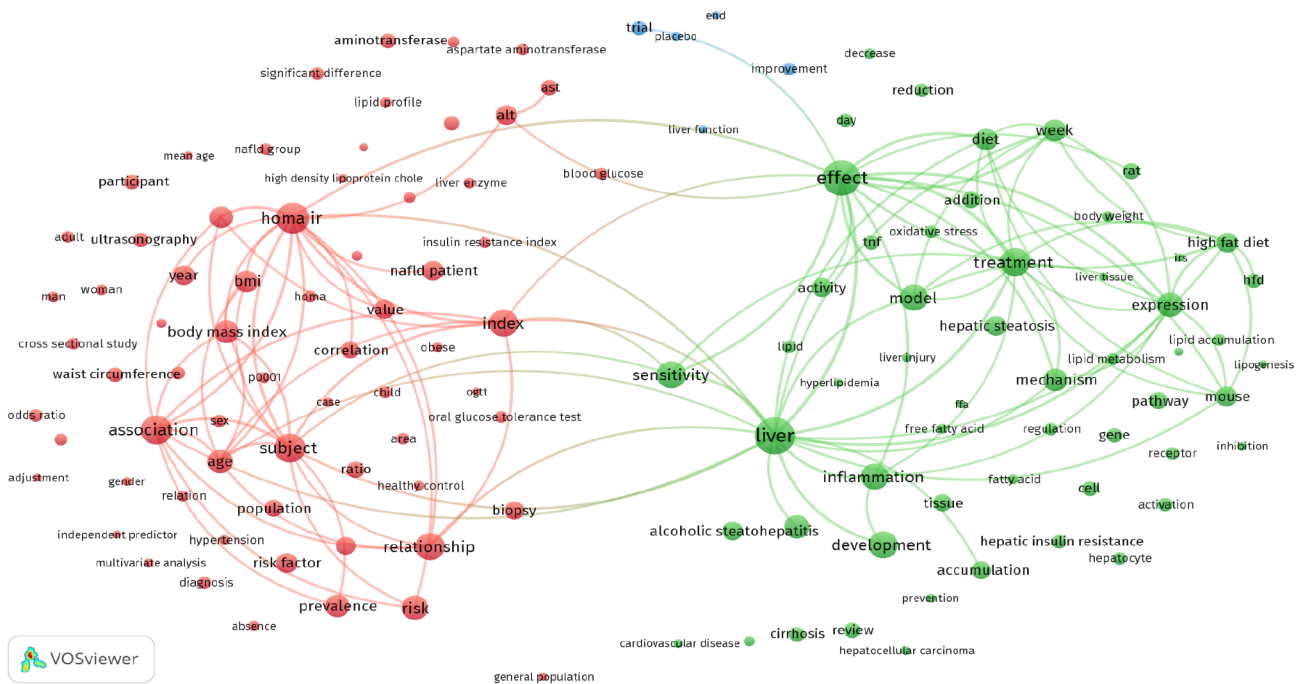 end
trial
placebo
aminotransferase
aspartate aminotransferase
decrease
improvement
significant difference
ast
reduction
lipid profile
alt
day
liver function
diet
week
nafld group
mean age
blood glucose
rat
participant
high density lipoprotein chole
liver enzyme
effect
addition
homa ir
body weight
adult
ultrasonography
insulin resistance index
tnf
oxidative stress
high fat diet
irs
year
bmi
nafld patient
treatment
liver tissue
hfd
man
woman
homa
value
activity
model
expression
body mass index
index
hepatic steatosis
cross sectional study
correlation
obese
lipid
liver injury
lipid metabolism
lipid accumulation
lipogenesis
waist circumference
p0001
sensitivity
hyperlipidemia
mechanism
case
child
ogtt
ffa
pathway
mouse
odds ratio
sex
oral glucose tolerance test
association
area
liver
free fatty acid
regulation
gene
subject
inhibition
age
ratio
receptor
adjustment
gender
healthy control
inflammation
fatty acid
cell
relation
population
biopsy
tissue
activation
independent predictor
hypertension
alcoholic steatohepatitis
relationship
development
hepatic insulin resistance
multivariate analysis
risk factor
hepatocyte
diagnosis
accumulation
prevalence
risk
prevention
absence
cirrhosis
review
cardiovascular disease
hepatocellular carcinoma
VOSviewer
general population